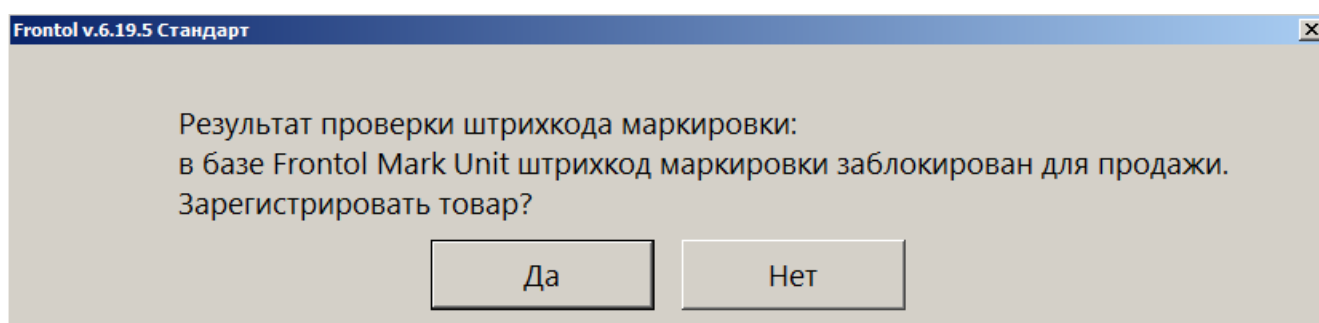 Frontol v.6.19.5 Стандарт
Результат проверки штрихкода маркировки:
в базе Frontol Mark Unit штрихкод маркировки заблокирован для продажи.
Зарегистрировать товар?
Да
Нет